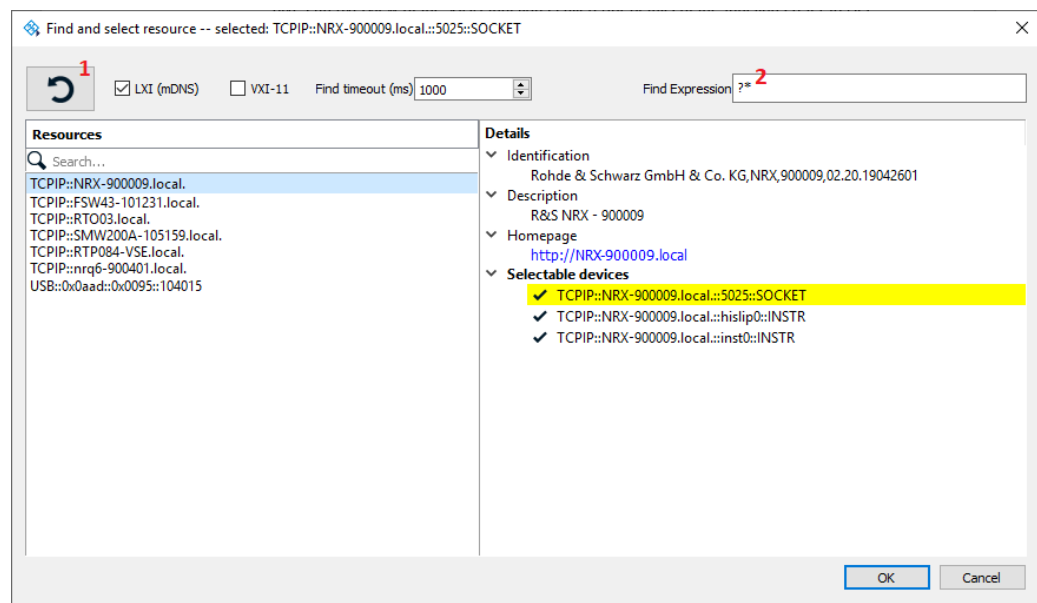 Find and select resource -- selected: TCPIP::NRX-900009.local.::5025::SOCKET
1
LXI (mDNS) VXI-11 Find timeout (ms) 1000 Find Expression ?* 2
Resources
Search...
TCPIP::NRX-900009.local.
TCPIP::FSW43-101231.local.
TCPIP::RTO03.local.
TCPIP::SMW200A-105159.local.
TCPIP::RTP084-VSE.local.
TCPIP::nrq6-900401.local.
USB::0x0aad::0x0095::104015
Details
Identification
Rohde & Schwarz GmbH & Co. KG,NRX,900009,02.20.19042601
Description
R&S NRX - 900009
Homepage
http://NRX-900009.local
Selectable devices
TCPIP::NRX-900009.local.::5025::SOCKET
TCPIP::NRX-900009.local.::hislip0::INSTR
TCPIP::NRX-900009.local.::inst0::INSTR
OK Cancel